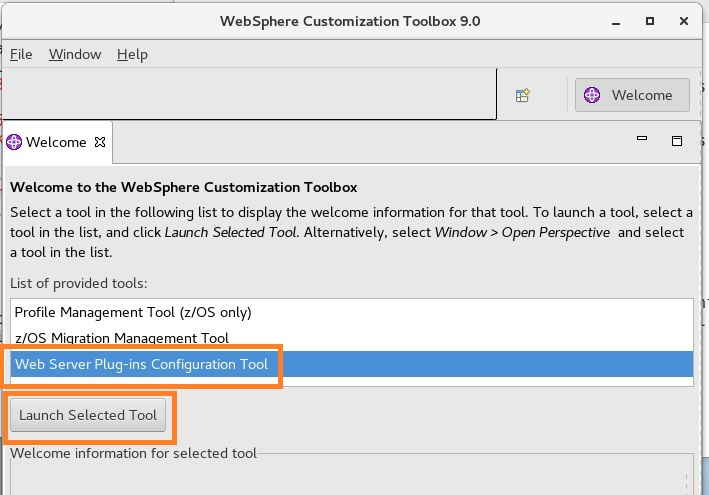 WebSphere Customization Toolbox 9.0
File Window Help
Welcome
Welcome
Welcome to the WebSphere Customization Toolbox
Select a tool in the following list to display the welcome information for that tool. To launch a tool, select a
tool in the list, and click Launch Selected Tool. Alternatively, select Window > Open Perspective and select
a tool in the list.
List of provided tools:
Profile Management Tool (z/OS only)
z/OS Migration Management Tool
Web Server Plug-ins Configuration Tool
Launch Selected Tool
Welcome information for selected tool